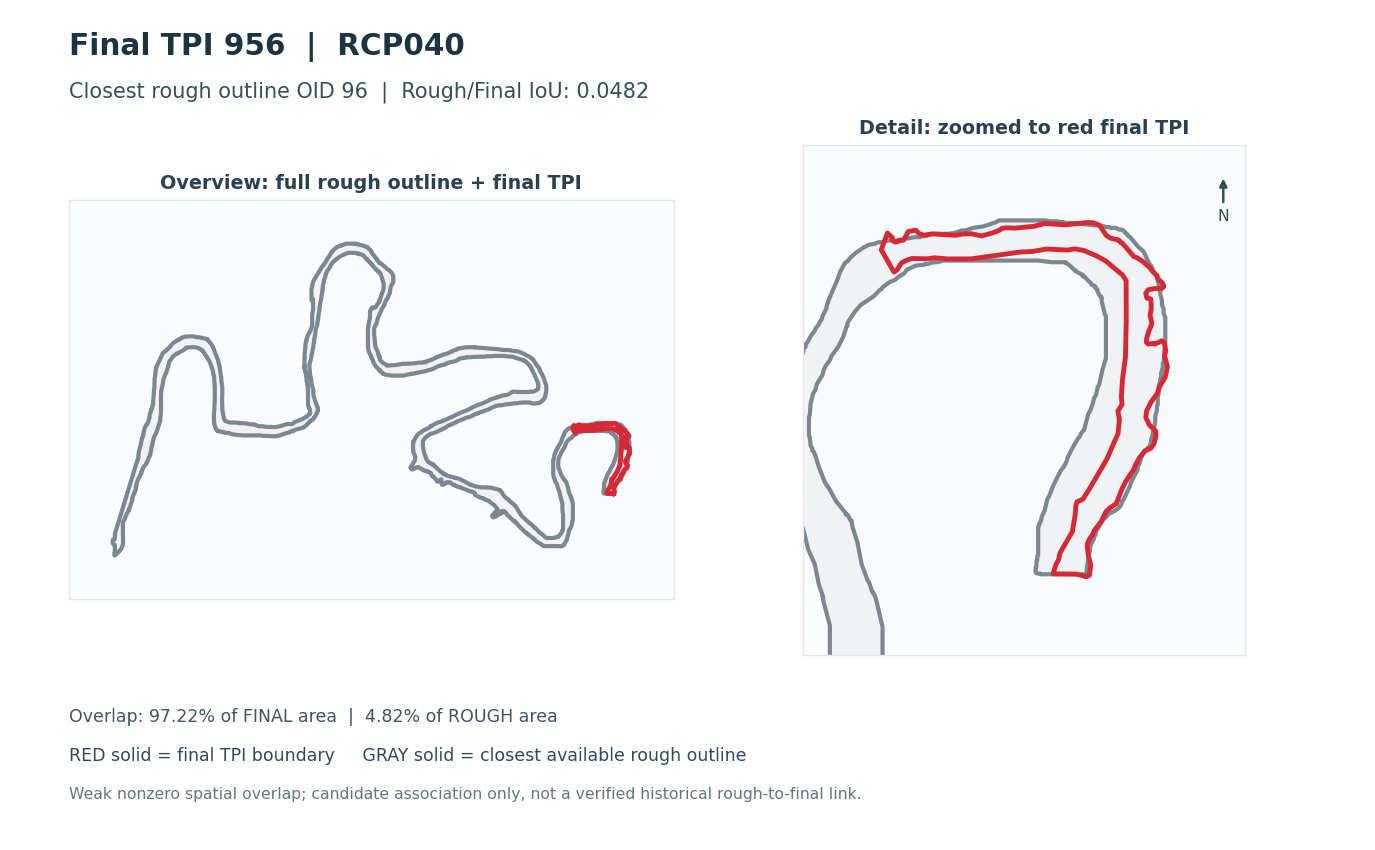 Final TPI 956 | RCP040
Closest rough outline OID 96 | Rough/Final IoU: 0.0482
Detail: zoomed to red final TPI
Overview: full rough outline + final TPI
N
Overlap: 97.22% of FINAL area | 4.82% of ROUGH area
RED solid = final TPI boundary GRAY solid = closest available rough outline
Weak nonzero spatial overlap; candidate association only, not a verified historical rough-to-final link.